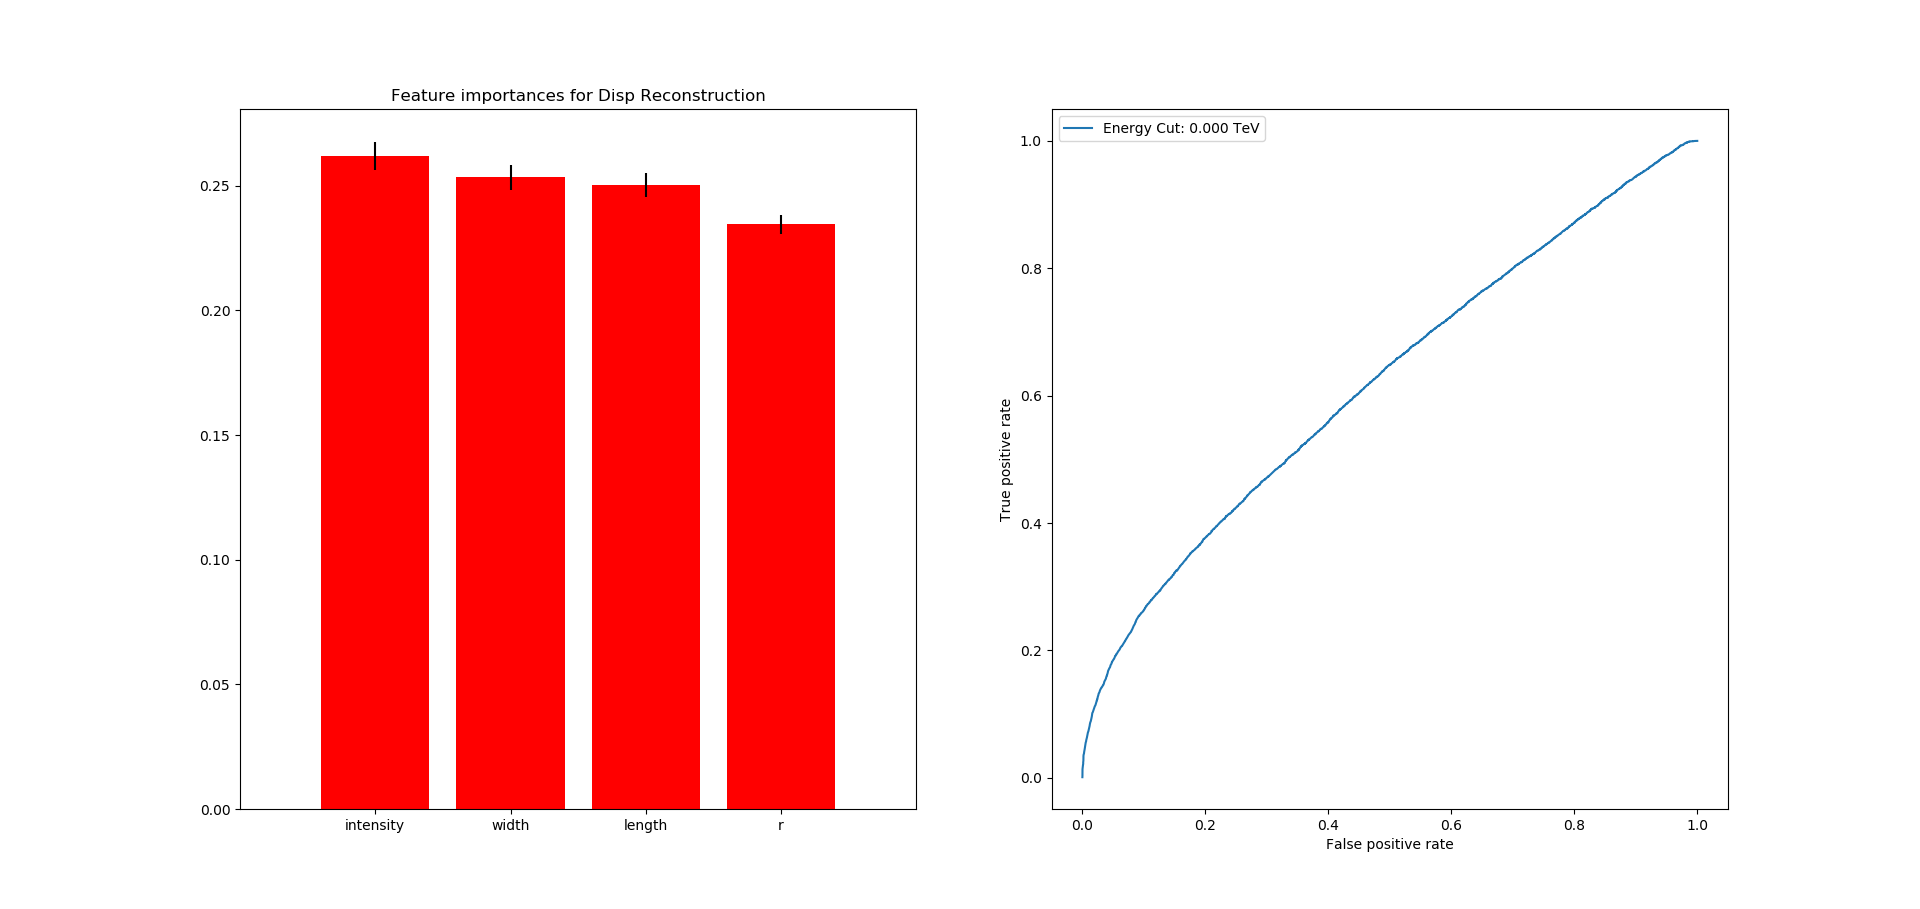 Feature importances for Disp Reconstruction
0.25
0.20
0.15
0.10
0.05
0.00
intensity width length r
Energy Cut: 0.000 TeV
1.0
0.8
0.6
0.4
0.2
0.0
True positive rate
0.0 0.2 0.4 0.6 0.8 1.0
False positive rate